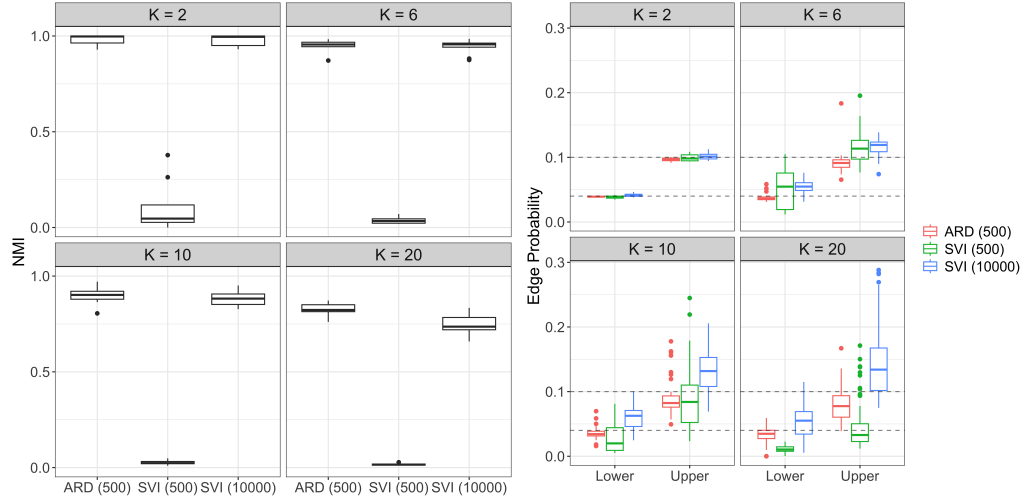 K = 2
K = 6
1.0
0.5
0.0
NMI
K = 10
K = 20
1.0
0.5
0.0
ARD (500) SVI (500) SVI (10000)
ARD (500) SVI (500) SVI (10000)
K = 2
K = 6
0.3
0.2
0.1
0.0
Edge Probability
K = 10
K = 20
0.3
0.2
0.1
0.0
Lower Upper
Lower Upper
ARD (500)
SVI (500)
SVI (10000)